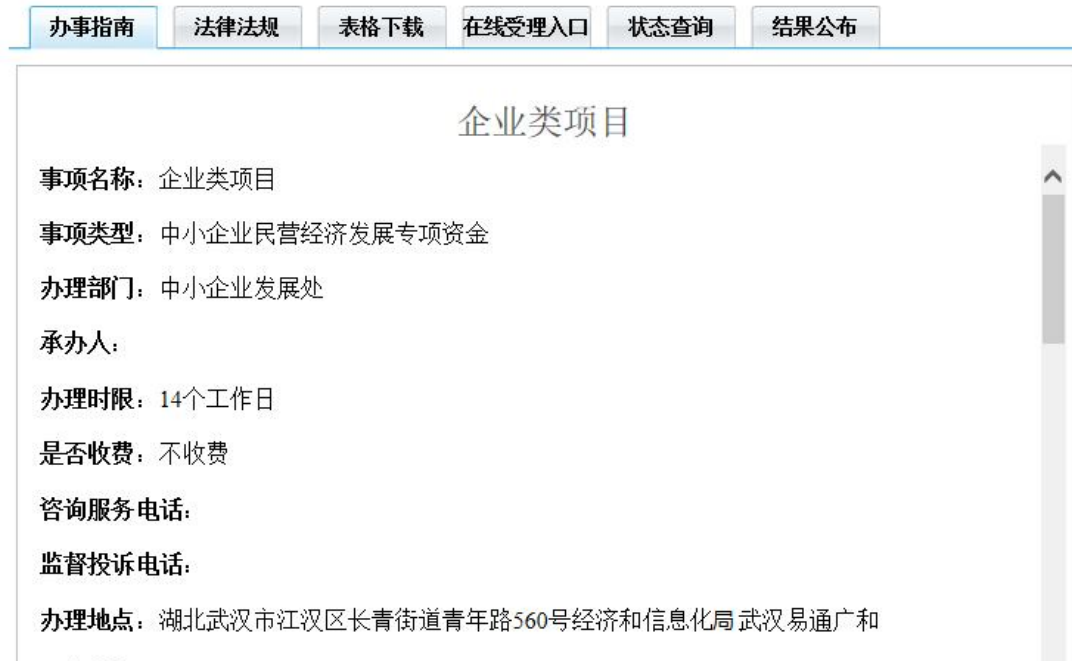 办事指南 法律法规 表格下载 在线受理入口 状态查询 结果公布
企业类项目
事项名称：企业类项目
事项类型：中小企业民营经济发展专项资金
办理部门：中小企业发展处
承办人：
办理时限：14个工作日
是否收费：不收费
咨询服务电话：
监督投诉电话：
办理地点：湖北武汉市江汉区长青街道青年路560号经济和信息化局武汉易通广和